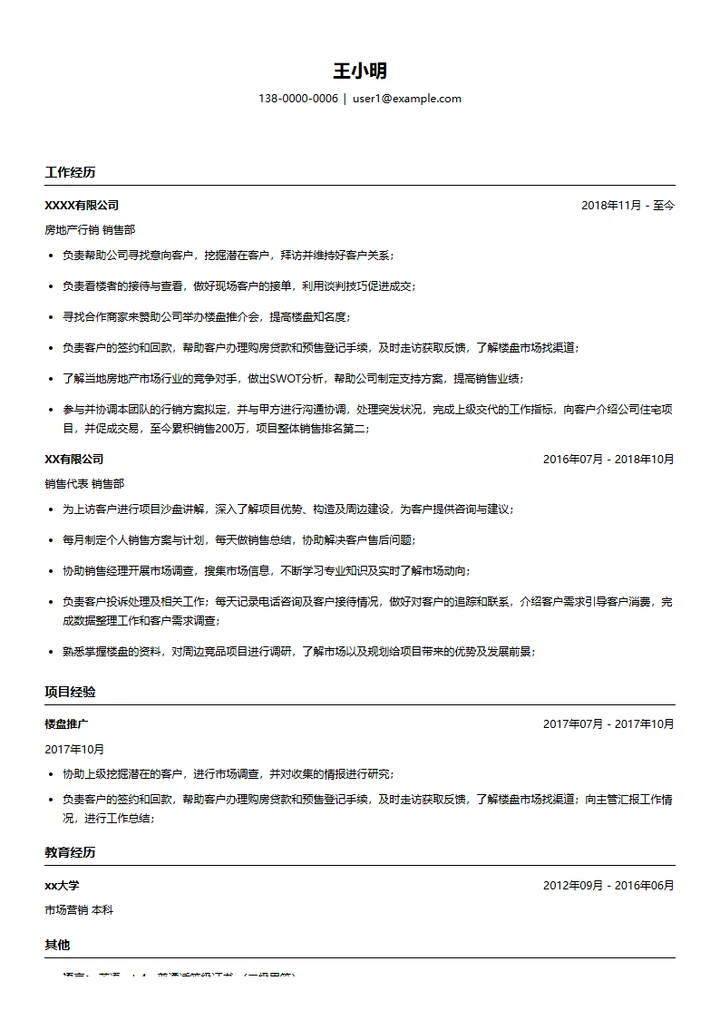 王小明
138-0000-0006 | user1@example.com
工作经历
XXXX有限公司 2018年11月 - 至今
房地产行销 销售部
• 负责帮助公司寻找意向客户，挖掘潜在客户，拜访并维持好客户关系；
• 负责看楼者的接待与查看，做好现场客户的接单，利用谈判技巧促进成交；
• 寻找合作商家来赞助公司举办楼盘推介会，提高楼盘知名度；
• 负责客户的签约和回款，帮助客户办理购房贷款和预售登记手续，及时走访获取反馈，了解楼盘市场找渠道；
• 了解当地房地产市场行业的竞争对手，做出SWOT分析，帮助公司制定支持方案，提高销售业绩；
• 参与并协调本团队的行销方案拟定，并与甲方进行沟通协调，处理突发状况，完成上级交代的工作指标，向客户介绍公司住宅项
目，并促成交易，至今累积销售200万，项目整体销售排名第二；
XX有限公司 2016年07月 - 2018年10月
销售代表 销售部
• 为上访客户进行项目沙盘讲解，深入了解项目优势、构造及周边建设，为客户提供咨询与建议；
• 每月制定个人销售方案与计划，每天做销售总结，协助解决客户售后问题；
• 协助销售经理开展市场调查，搜集市场信息，不断学习专业知识及实时了解市场动向；
• 负责客户投诉处理及相关工作；每天记录电话咨询及客户接待情况，做好对客户的追踪和联系，介绍客户需求引导客户消费，完
成数据整理工作和客户需求调查；
• 熟悉掌握楼盘的资料，对周边竞品项目进行调研，了解市场以及规划给项目带来的优势及发展前景；
项目经验
楼盘推广 2017年07月 - 2017年10月
2017年10月
• 协助上级挖掘潜在的客户，进行市场调查，并对收集的情报进行研究；
• 负责客户的签约和回款，帮助客户办理购房贷款和预售登记手续，及时走访获取反馈，了解楼盘市场找渠道；向主管汇报工作情
况，进行工作总结；
教育经历
xx大学 2012年09月 - 2016年06月
市场营销 本科
其他